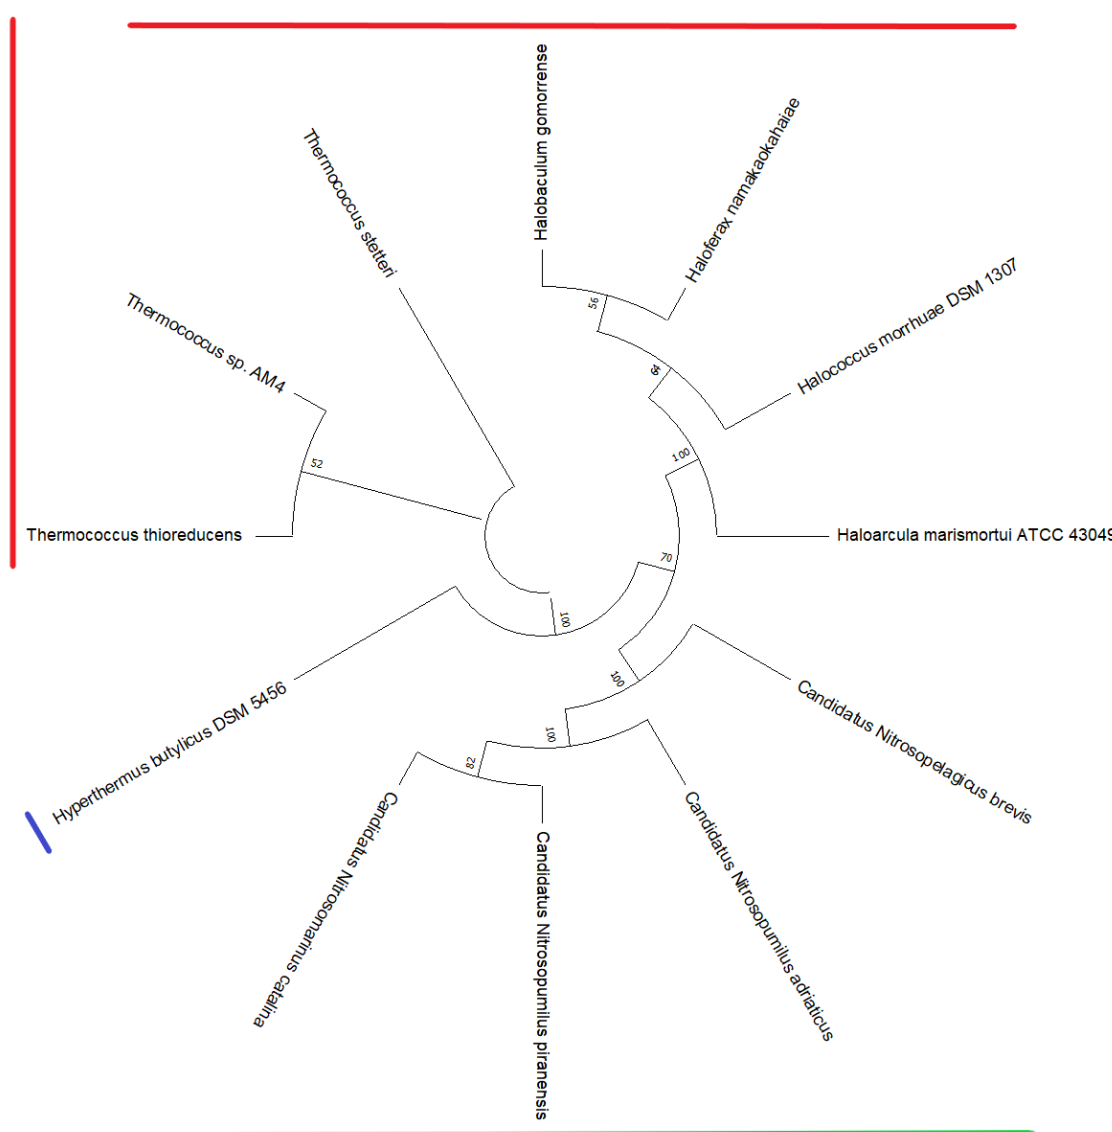 Halobaculum gomorrense
Haloferax namakaokahaiae
Halococcus morrhuae DSM 1307
Haloarcula marismortui ATCC 43049
Candidatus Nitrosopelagicus brevis
Candidatus Nitrosopumilus adriaticus
Candidatus Nitrosopumilus piranensis
Candidatus Nitrosomarinus catalina
Hyperthermus butylicus DSM 5456
Thermococcus thioreducens
Thermococcus sp. AM4
Thermococcus stetteri
56
64
100
70
100
100
82
100
52